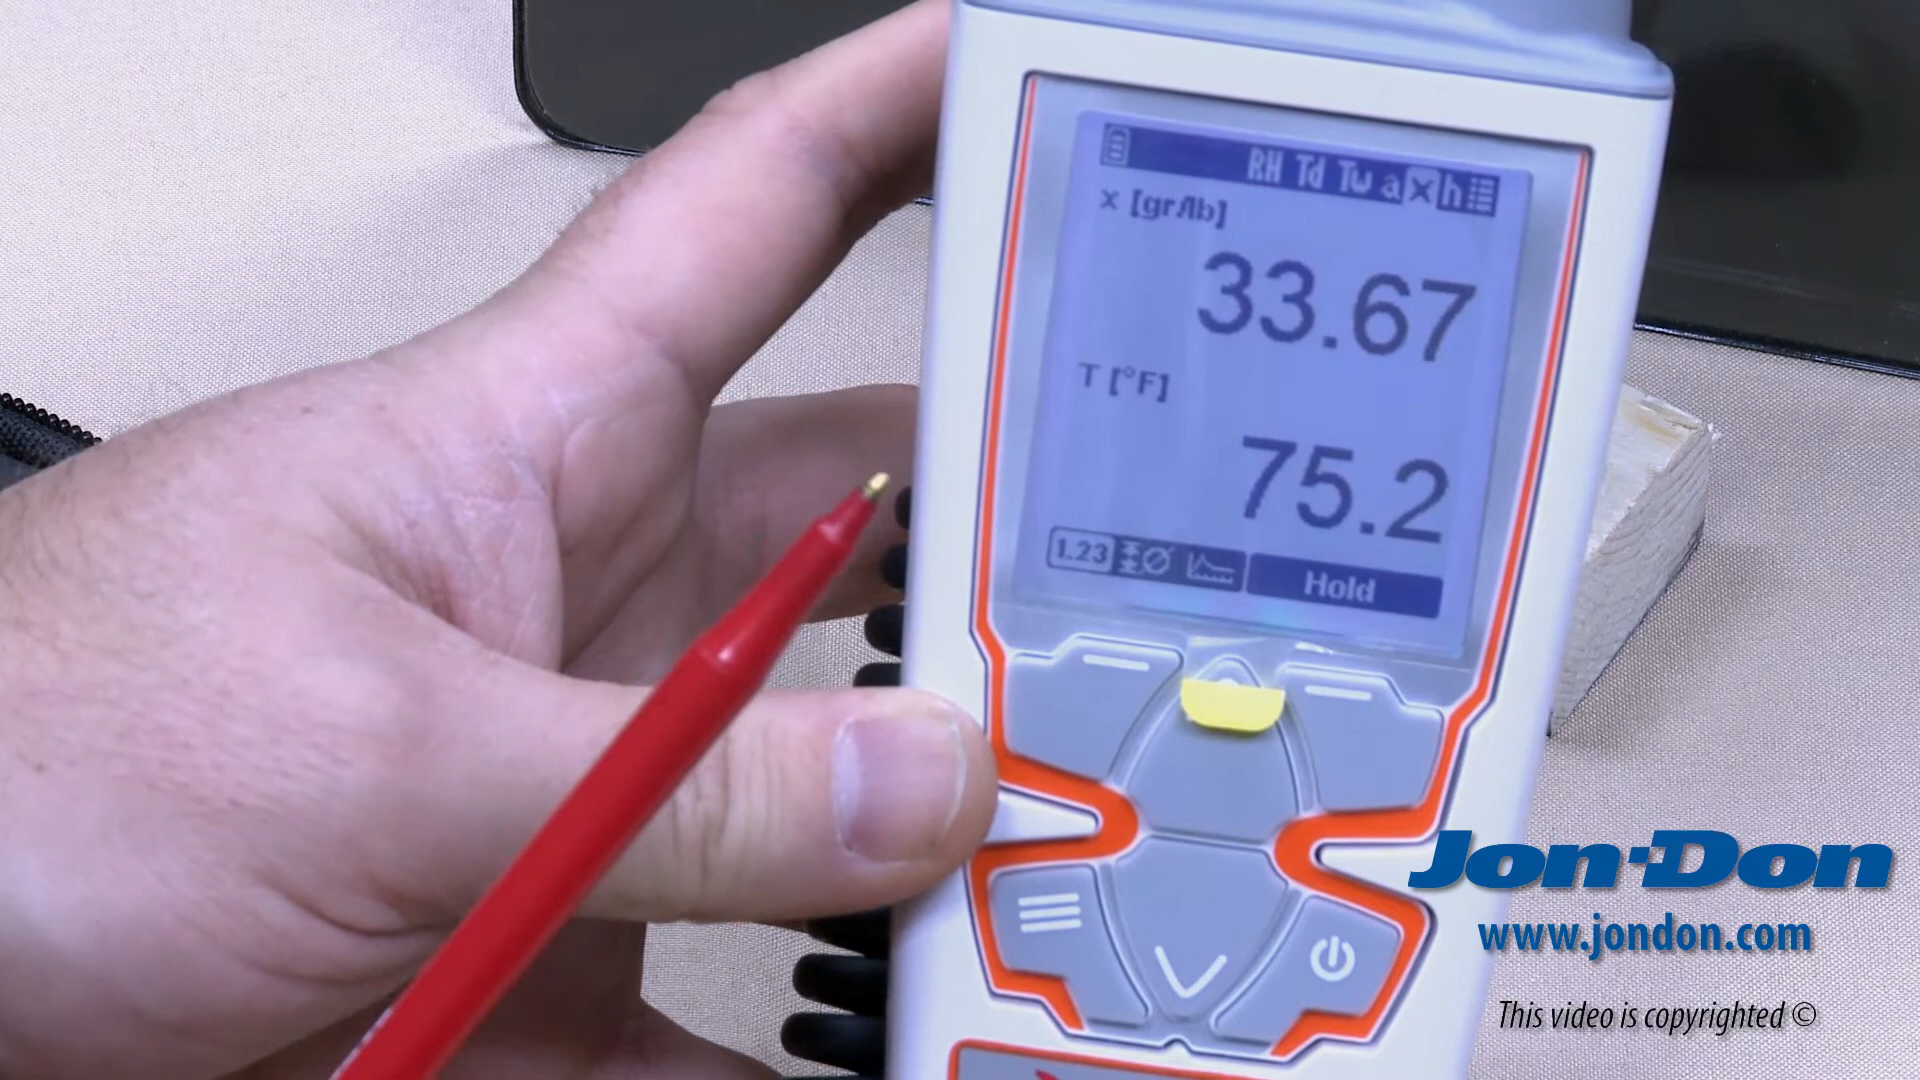 RH Td Tw a x h
x [gr/lb]
33.67
T [°F]
75.2
1.23
Hold
Jon-Don
www.jondon.com
This video is copyrighted ©